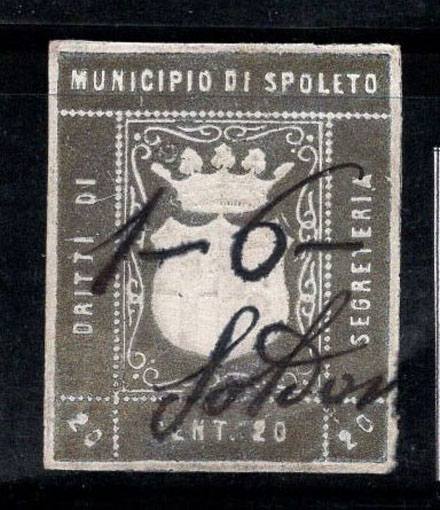 MUNICIPIO DI SPOLETO
DRITTI DI
SEGRETERIA
1-6-
20
CENT. 20
20